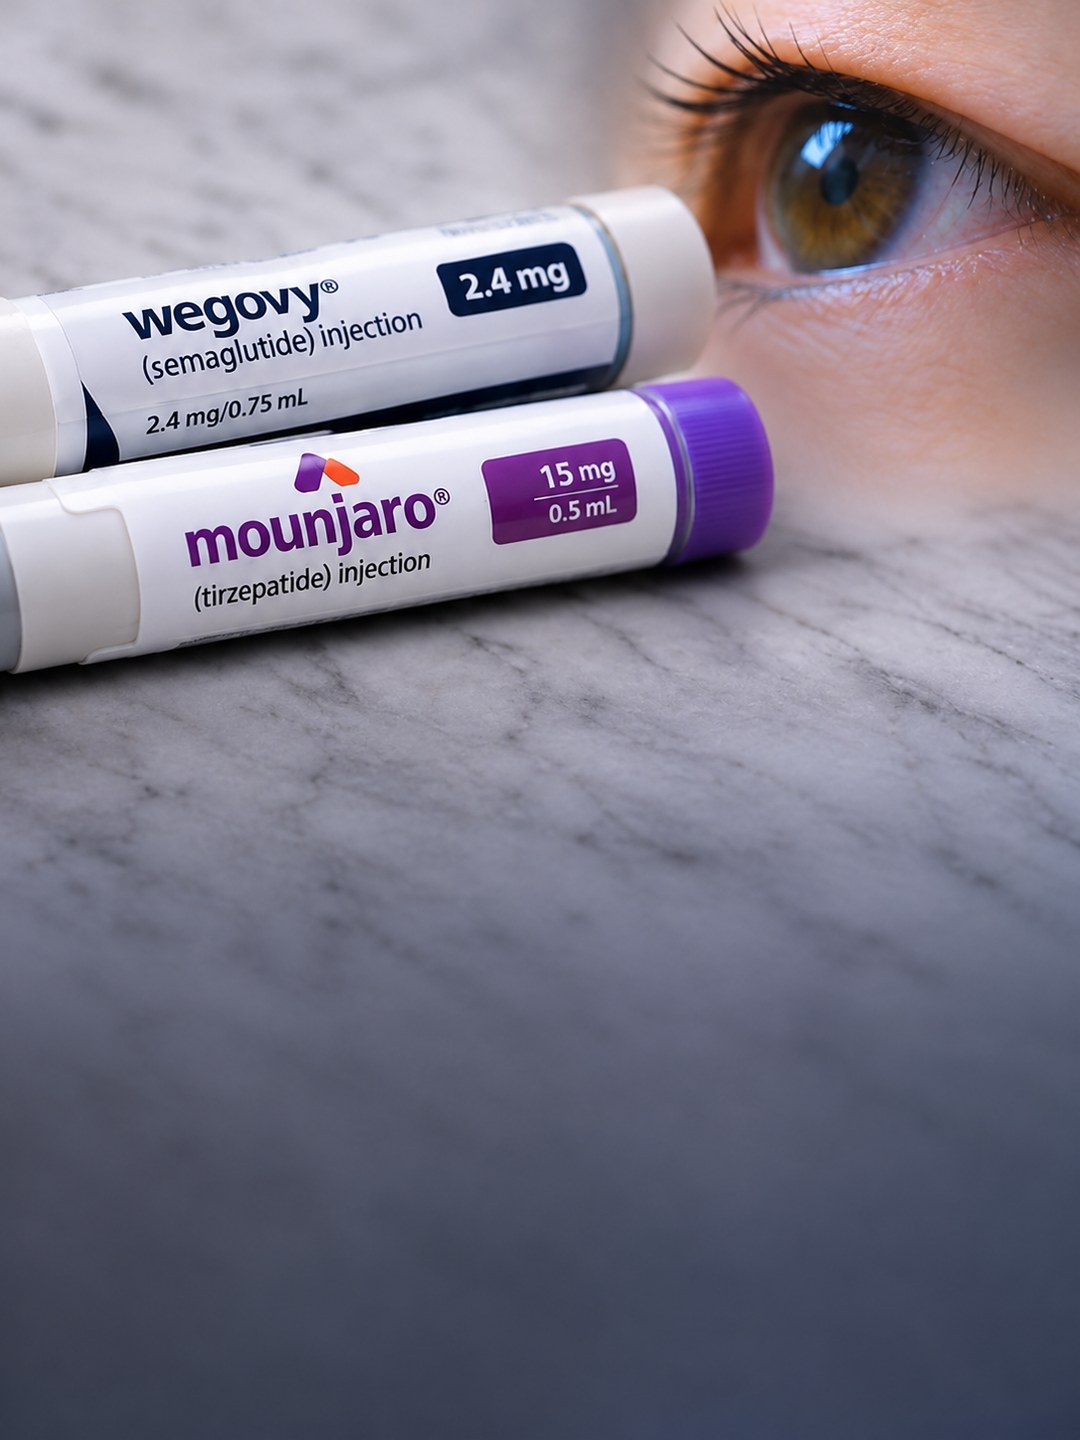 wegovy®
(semaglutide) injection
2.4 mg/0.75 mL
2.4 mg
mounjaro®
(tirzepatide) injection
15 mg
0.5 mL